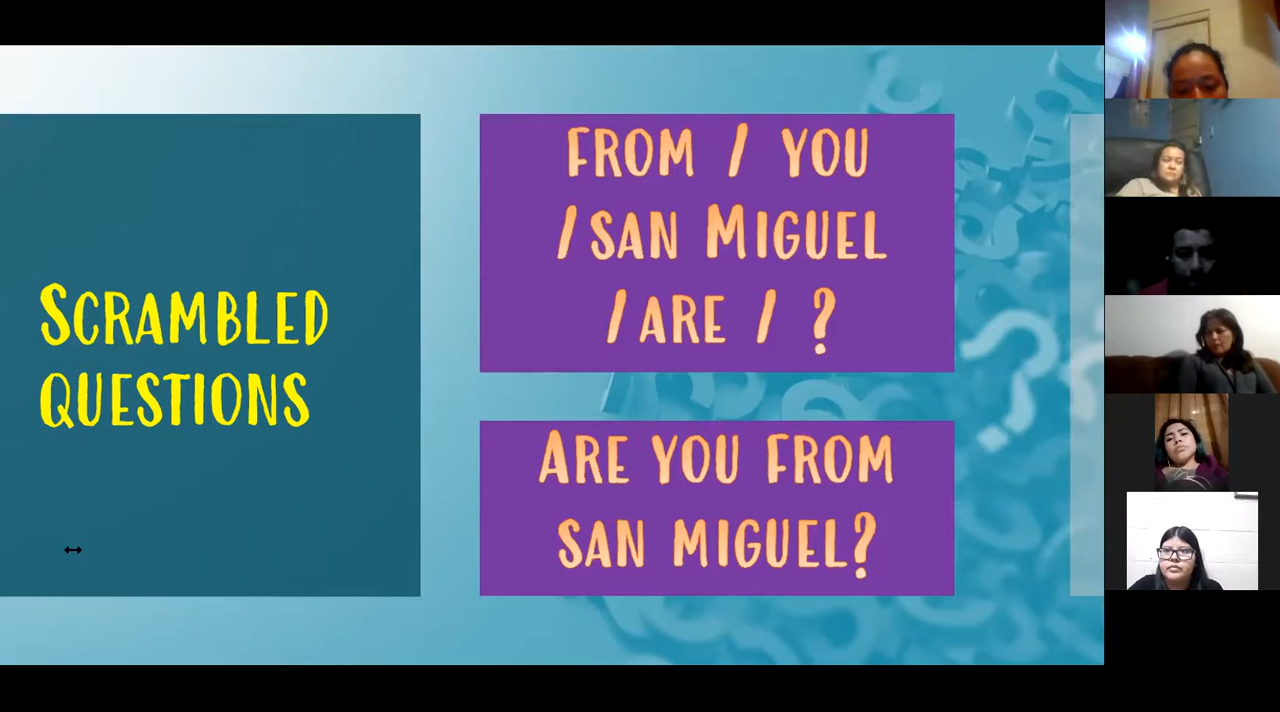 SCRAMBLED
QUESTIONS
FROM / YOU
/SAN MIGUEL
/ARE / ?
ARE YOU FROM
SAN MIGUEL?